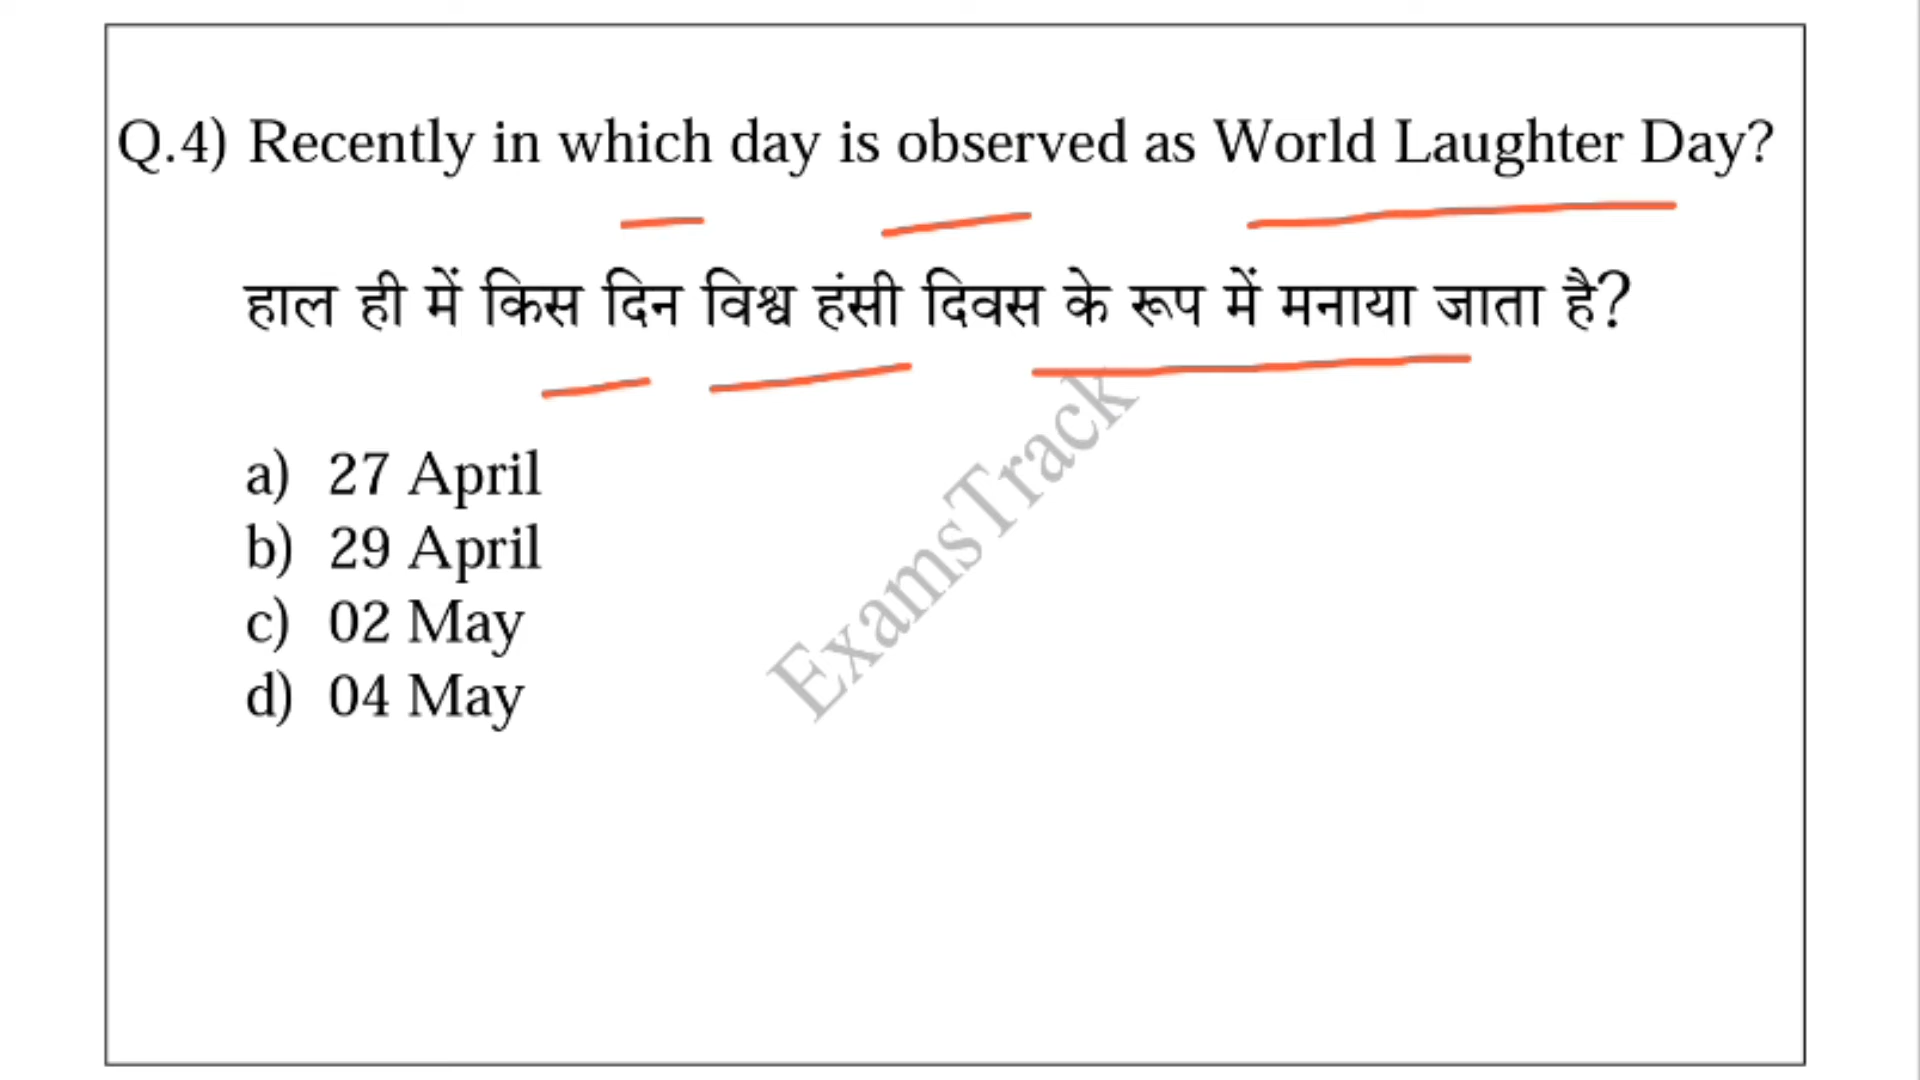 Q.4) Recently in which day is observed as World Laughter Day?
हाल ही में किस दिन विश्व हंसी दिवस के रूप में मनाया जाता है?
a) 27 April
b) 29 April
c) 02 May
d) 04 May
ExamsTrack